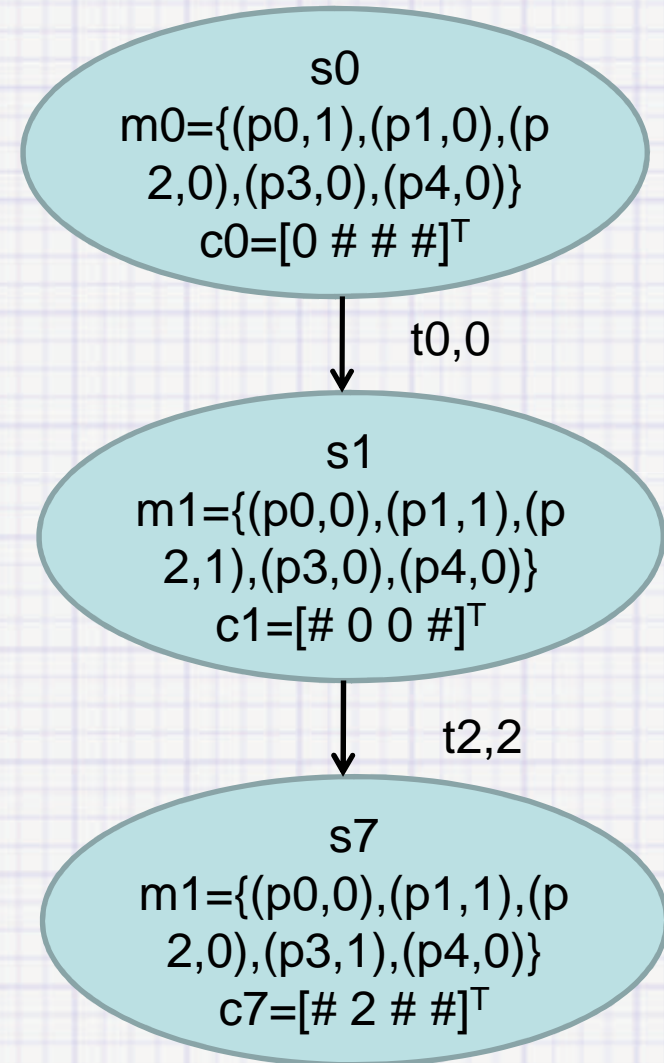 s0
m0={(p0,1),(p1,0),(p
2,0),(p3,0),(p4,0)}
c0=[0 # # #]ᵀ
t0,0
s1
m1={(p0,0),(p1,1),(p
2,1),(p3,0),(p4,0)}
c1=[# 0 0 #]ᵀ
t2,2
s7
m1={(p0,0),(p1,1),(p
2,0),(p3,1),(p4,0)}
c7=[# 2 # #]ᵀ